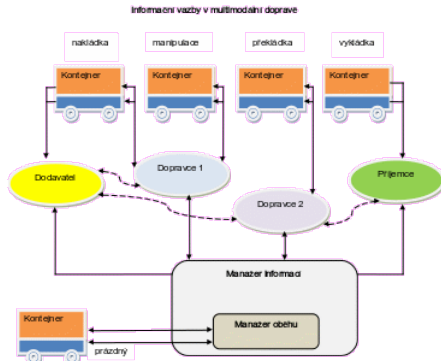 Informační vazby v multimodální dopravě
nakládka
manipulace
překládka
vykládka
Kontejner
Kontejner
Kontejner
Kontejner
Dodavatel
Dopravce 1
Dopravce 2
Příjemce
Manažer informací
Kontejner
Manažer oběhu
prázdný